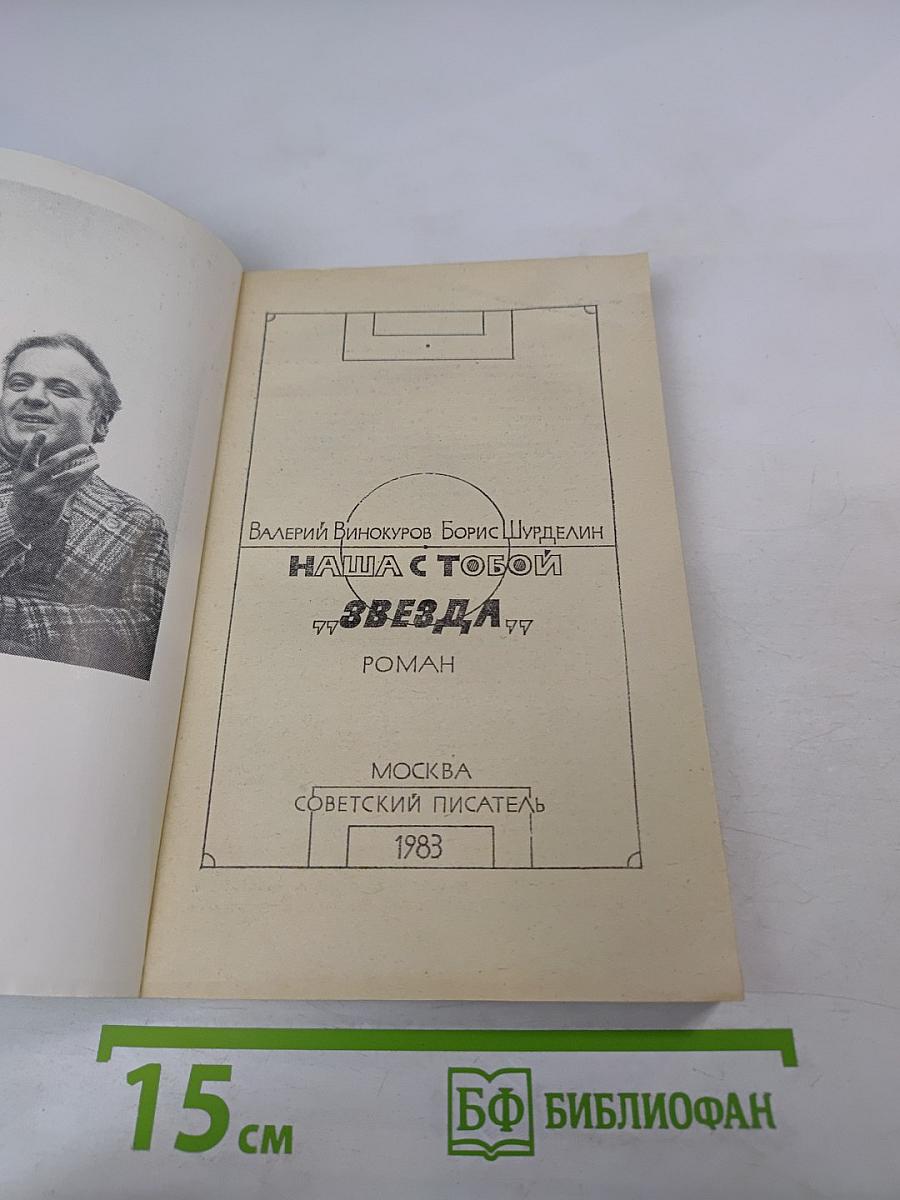 Валерий Винокуров Борис Шурделин
НАША С ТОБОЙ
„ЗВЕЗДА„
РОМАН
МОСКВА
СОВЕТСКИЙ ПИСАТЕЛЬ
1983
15 см
БФ БИБЛИОФАН